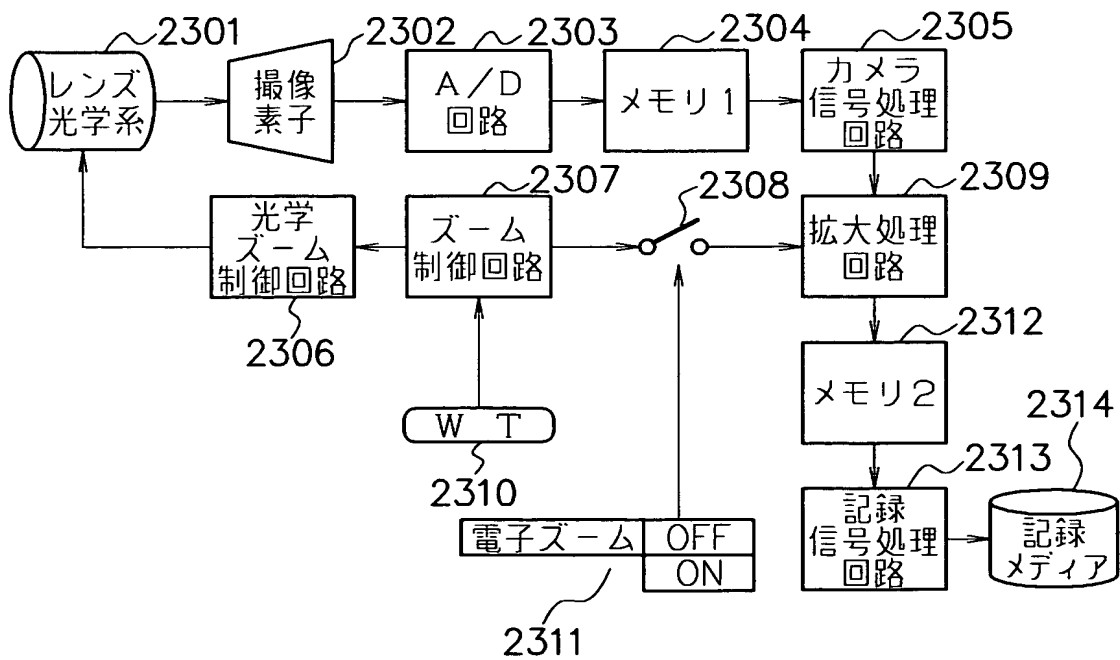 2301
2302
2303
2304
2305
レンズ
光学系
撮像
素子
A/D
回路
メモリ1
カメラ
信号処理
回路
2307
2308
2309
光学
ズーム
制御回路
ズーム
制御回路
拡大処理
回路
2306
2312
W T
メモリ2
2310
2314
2313
電子ズーム OFF
ON
記録
信号処理
回路
記録
メディア
2311